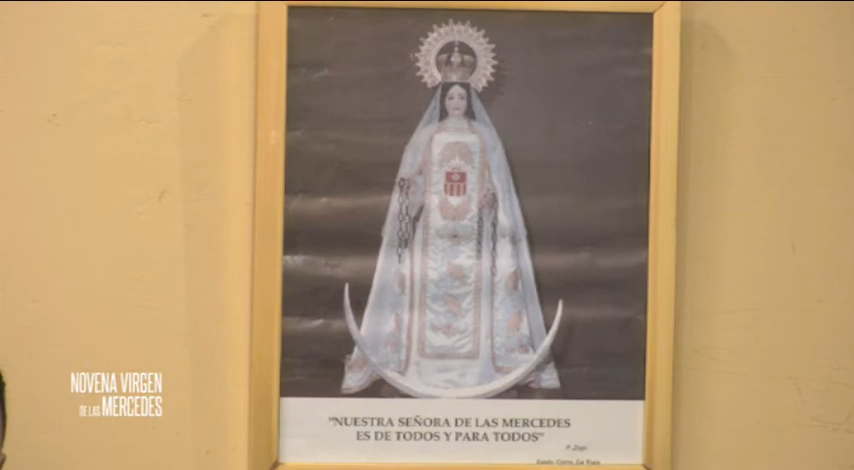 NOVENA VIRGEN
DE LAS MERCEDES
"NUESTRA SEÑORA DE LAS MERCEDES
ES DE TODOS Y PARA TODOS"